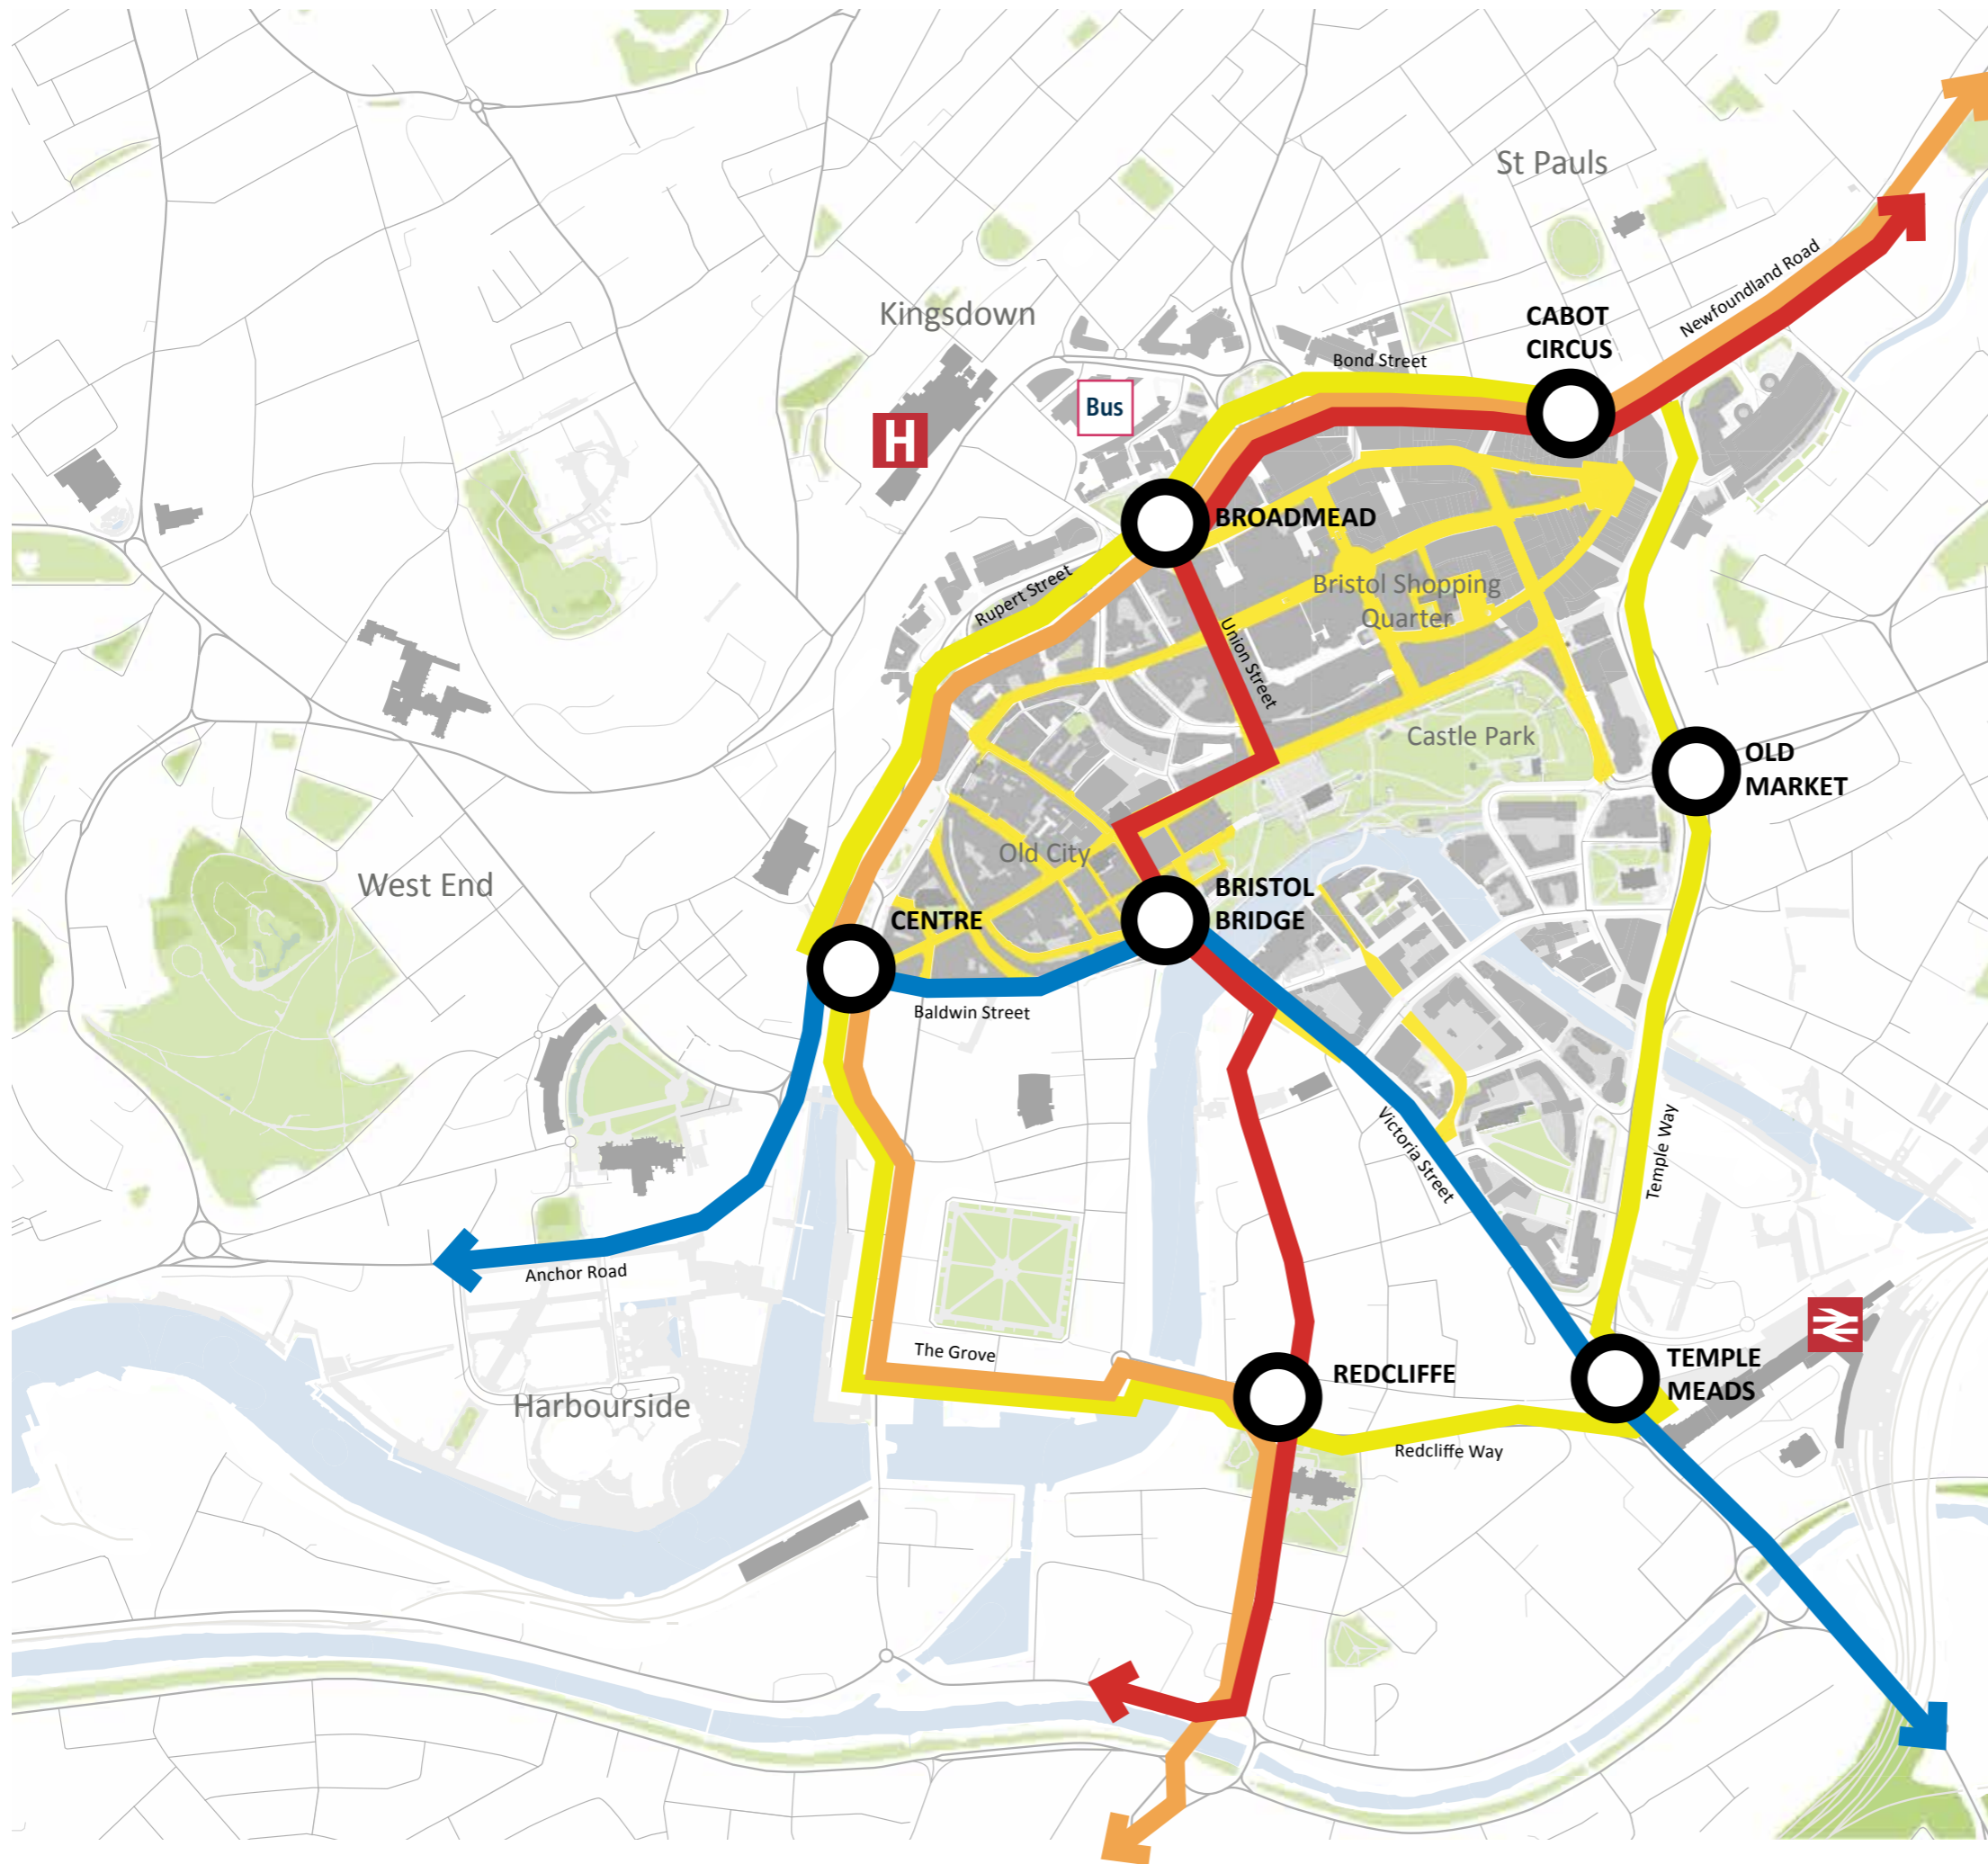 St Pauls
Newfoundland Road
Kingsdown
CABOT
CIRCUS
Bond Street
Bus
H
BROADMEAD
Rupert Street
Bristol Shopping
Quarter
Union Street
Castle Park
OLD
MARKET
Old City
West End
BRISTOL
BRIDGE
CENTRE
Baldwin Street
Victoria Street
Temple Way
Anchor Road
The Grove
REDCLIFFE
TEMPLE
MEADS
Harbourside
Redcliffe Way